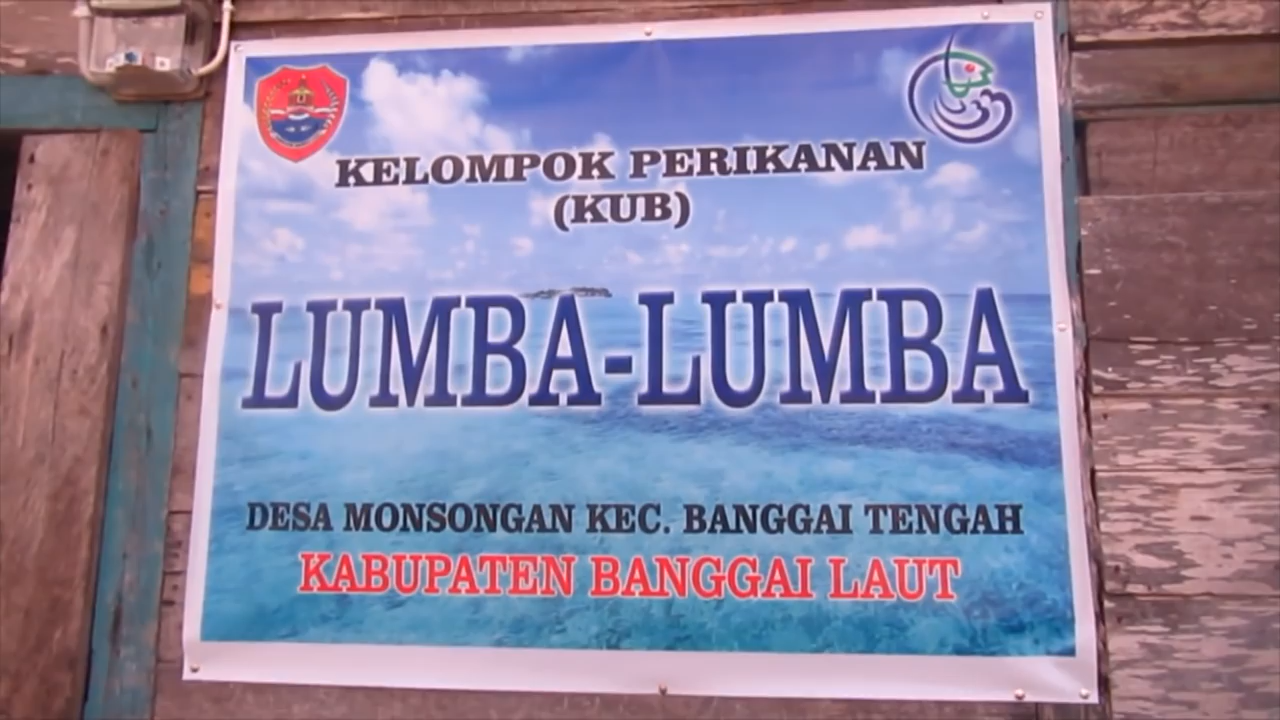 KELOMPOK PERIKANAN
(KUB)
LUMBA-LUMBA
DESA MONSONGAN KEC. BANGGAI TENGAH
KABUPATEN BANGGAI LAUT